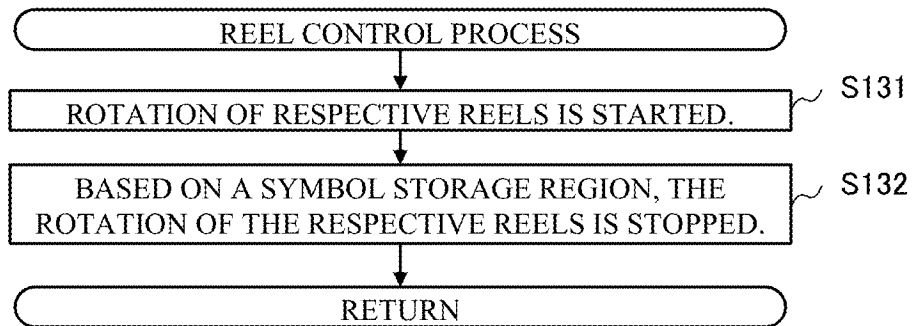 REEL CONTROL PROCESS
ROTATION OF RESPECTIVE REELS IS STARTED.
S131
BASED ON A SYMBOL STORAGE REGION, THE
ROTATION OF THE RESPECTIVE REELS IS STOPPED.
S132
RETURN